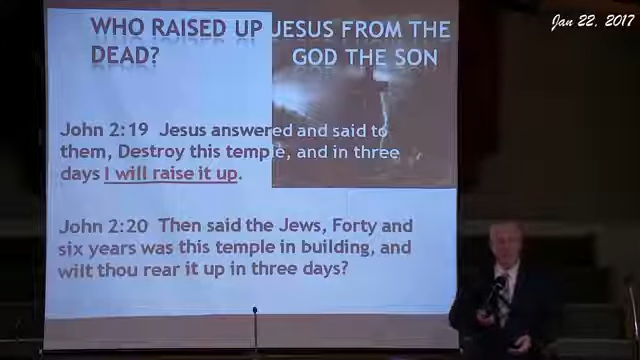 Jan 22, 2017
WHO RAISED UP JESUS FROM THE
DEAD? GOD THE SON
John 2:19 Jesus answered and said to
them, Destroy this temple, and in three
days I will raise it up.
John 2:20 Then said the Jews, Forty and
six years was this temple in building, and
wilt thou rear it up in three days?